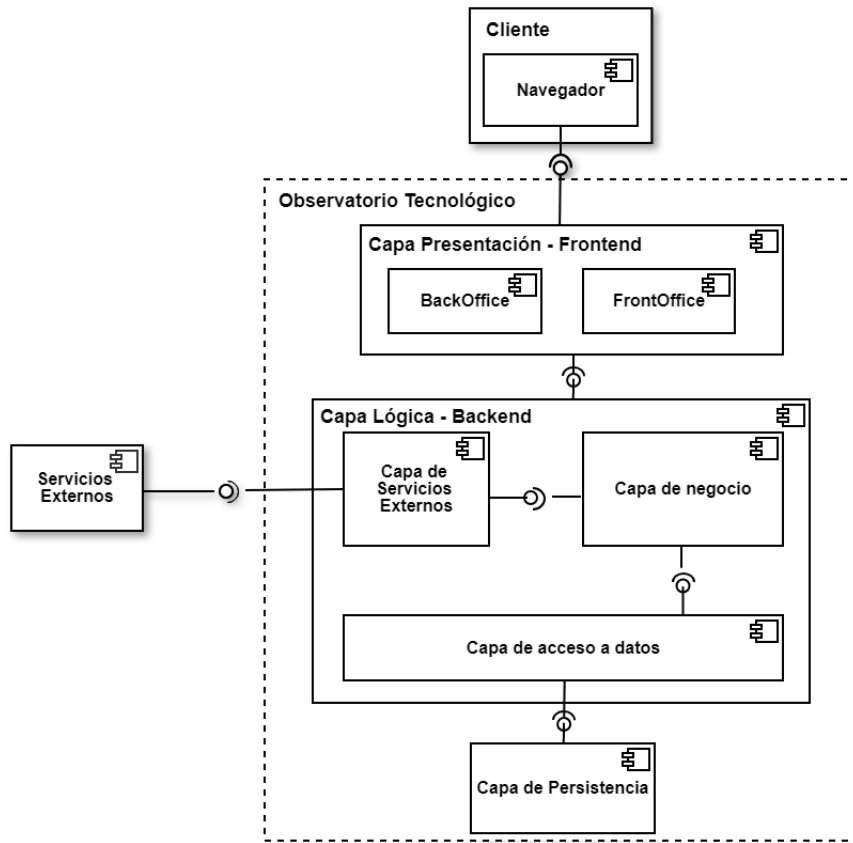 Cliente
Navegador
Observatorio Tecnológico
Capa Presentación - Frontend
BackOffice
FrontOffice
Capa Lógica - Backend
Servicios
Externos
Capa de
Servicios
Externos
Capa de negocio
Capa de acceso a datos
Capa de Persistencia